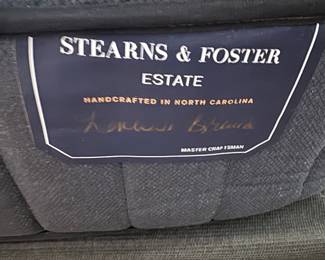 STEARNS & FOSTER
ESTATE
HANDCRAFTED IN NORTH CAROLINA
MASTER CRAFTSMAN